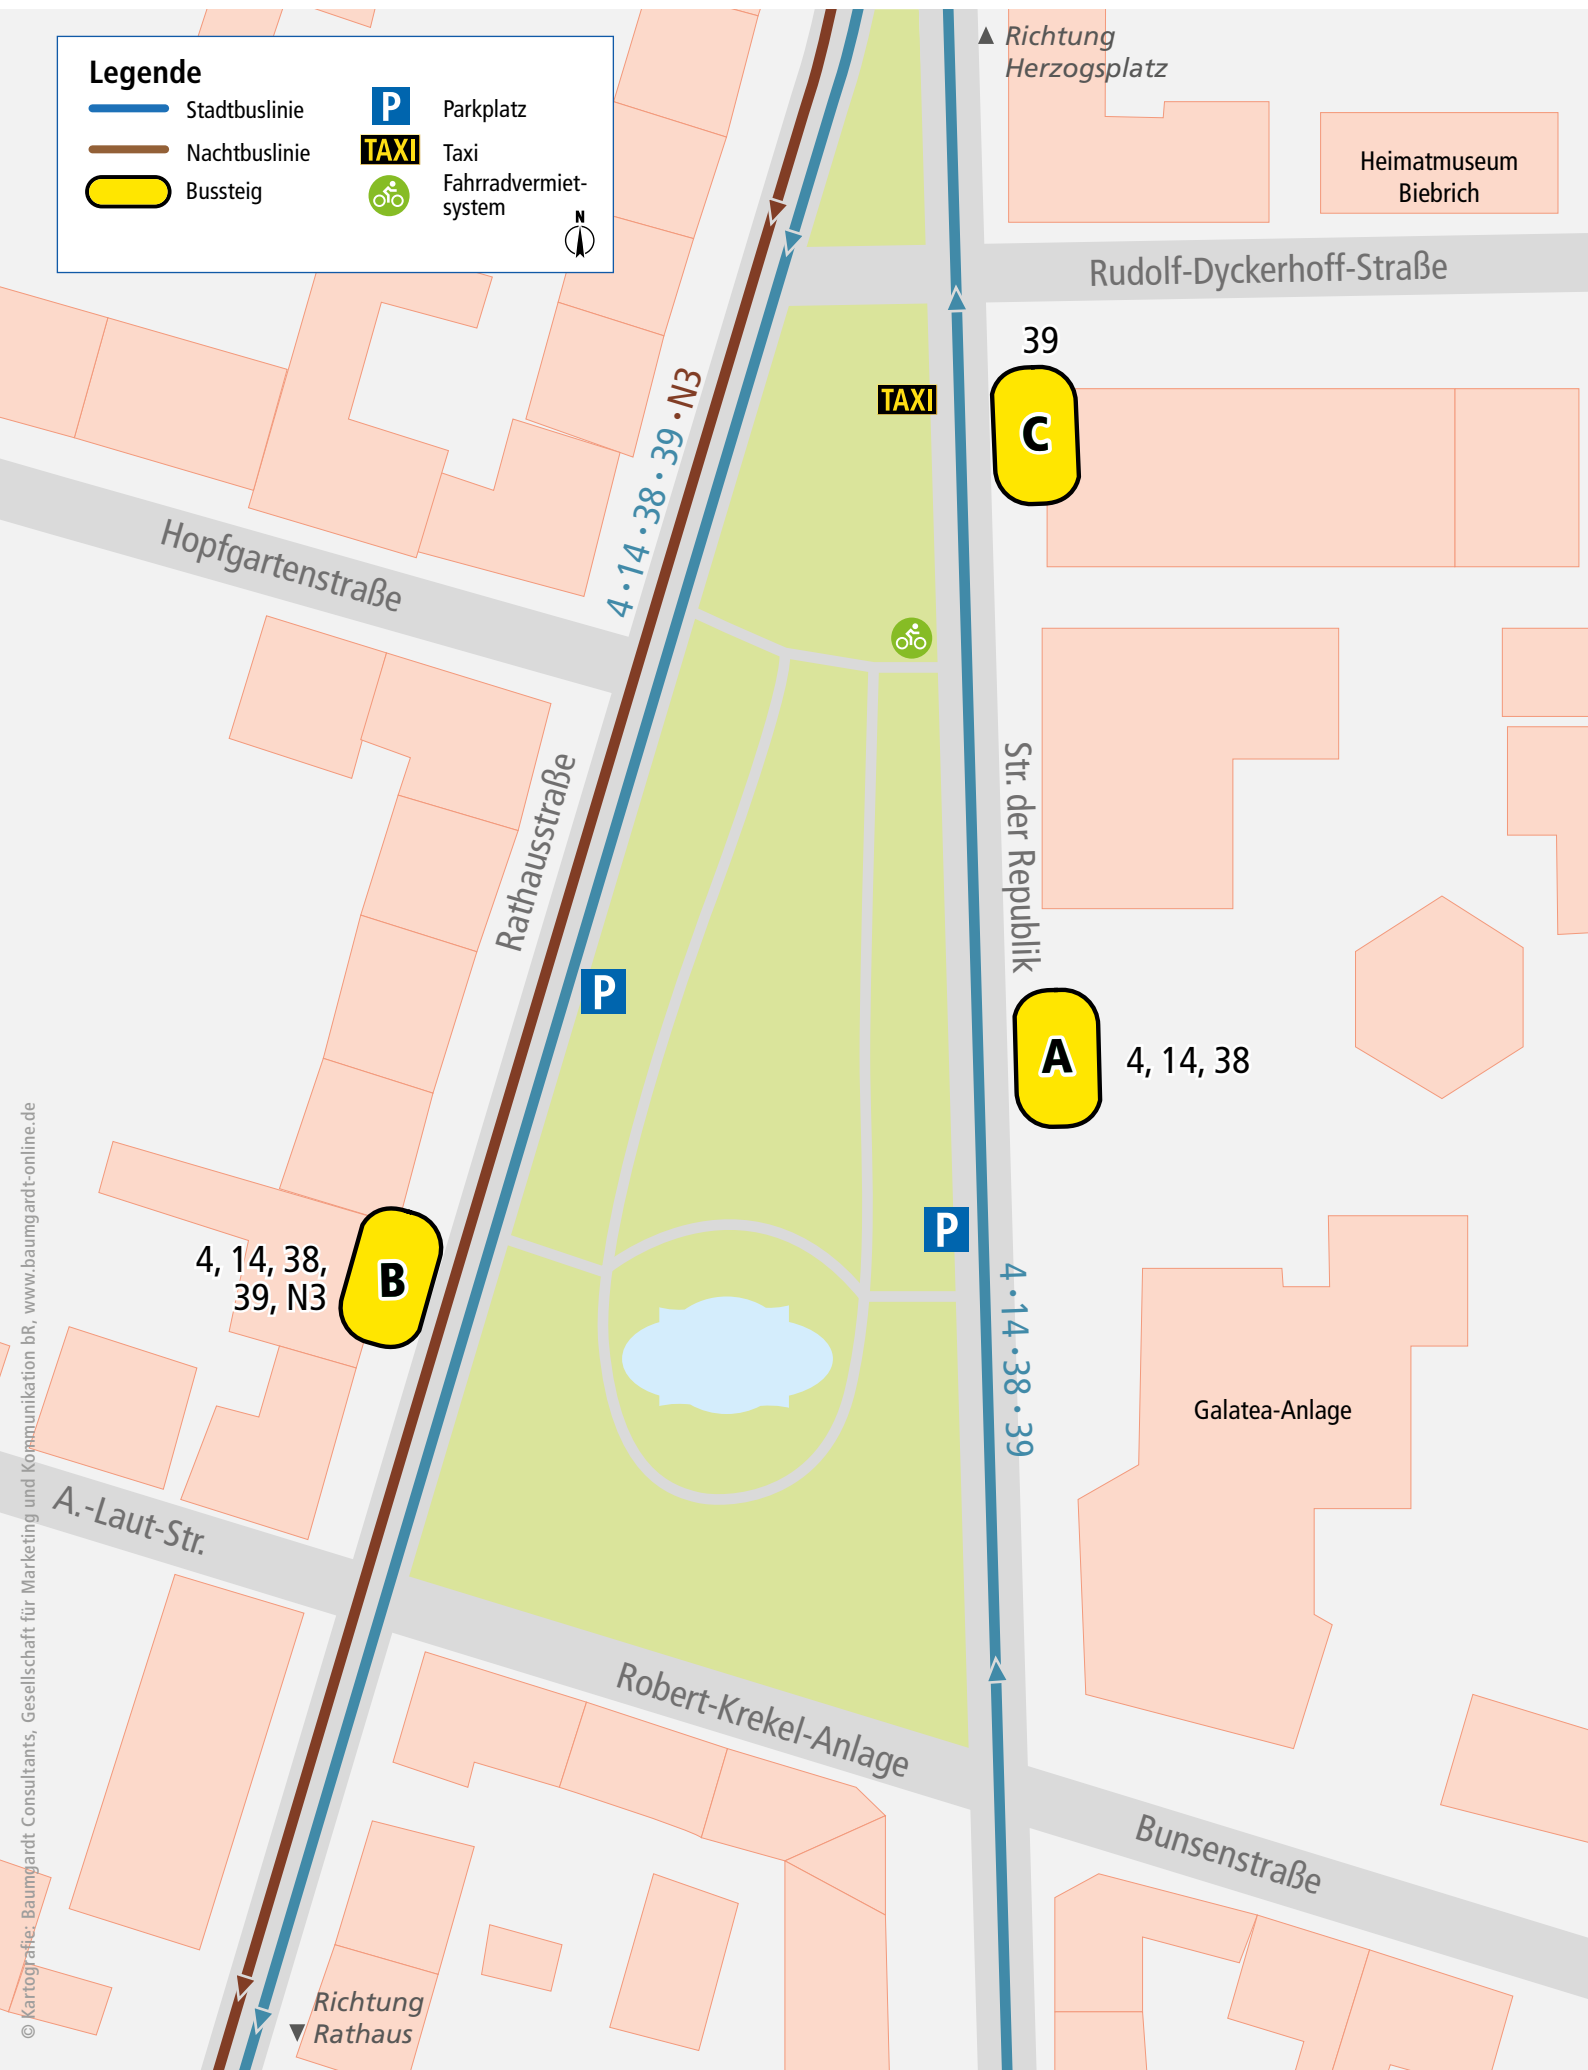 Legende
Stadtbuslinie
Nachtbuslinie
Bussteig
P
Parkplatz
TAXI
Taxi
Fahrradvermiet-
system
N
Richtung
Herzogsplatz
Heimatmuseum
Biebrich
Rudolf-Dyckerhoff-Straße
39
C
TAXI
4 • 14 • 38 • 39 • N3
Hopfgartenstraße
Rathausstraße
Str. der Republik
P
A
4, 14, 38
B
4, 14, 38,
39, N3
P
4 • 14 • 38 • 39
Galatea-Anlage
A.-Laut-Str.
Robert-Krekel-Anlage
Bunsenstraße
Richtung
Rathaus
© Kartografie: Baumgardt Consultants, Gesellschaft für Marketing und Kommunikation bR, www.baumgardt-online.de